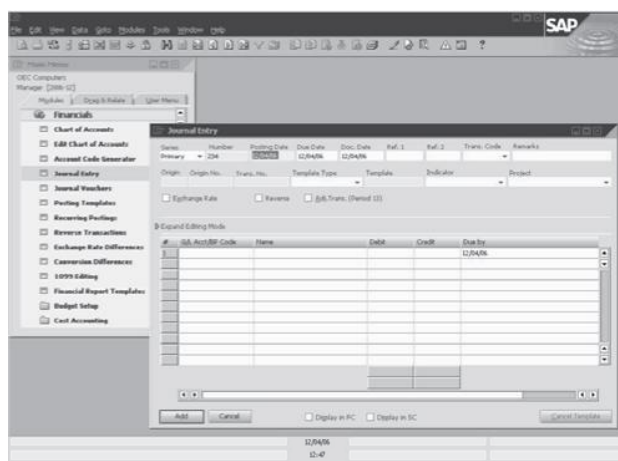 File Edit View Data Goto Modules Tools Window Help
SAP
Main Menu
OEC Computers
Manager [2006-12]
Modules Drag & Relate User Menu
Financials
Chart of Accounts
Edit Chart of Accounts
Account Code Generator
Journal Entry
Journal Vouchers
Posting Templates
Recurring Postings
Reverse Transactions
Exchange Rate Differences
Conversion Differences
1099 Editing
Financial Report Templates
Budget Setup
Cost Accounting
Journal Entry
Series Number Posting Date Due Date Doc. Date Ref. 1 Ref. 2 Trans. Code Remarks
Primary 234 12/04/06 12/04/06 12/04/06
Origin Origin No. Trans. No. Template Type Template Indicator Project
Exchange Rate Reverse Adj.Trans. (Period 13)
Expand Editing Mode
# G/L Acct/BP Code Name Debit Credit Due by
1 12/04/06
Add Cancel Display in FC Display in SC Cancel Template
12/04/06
12:47